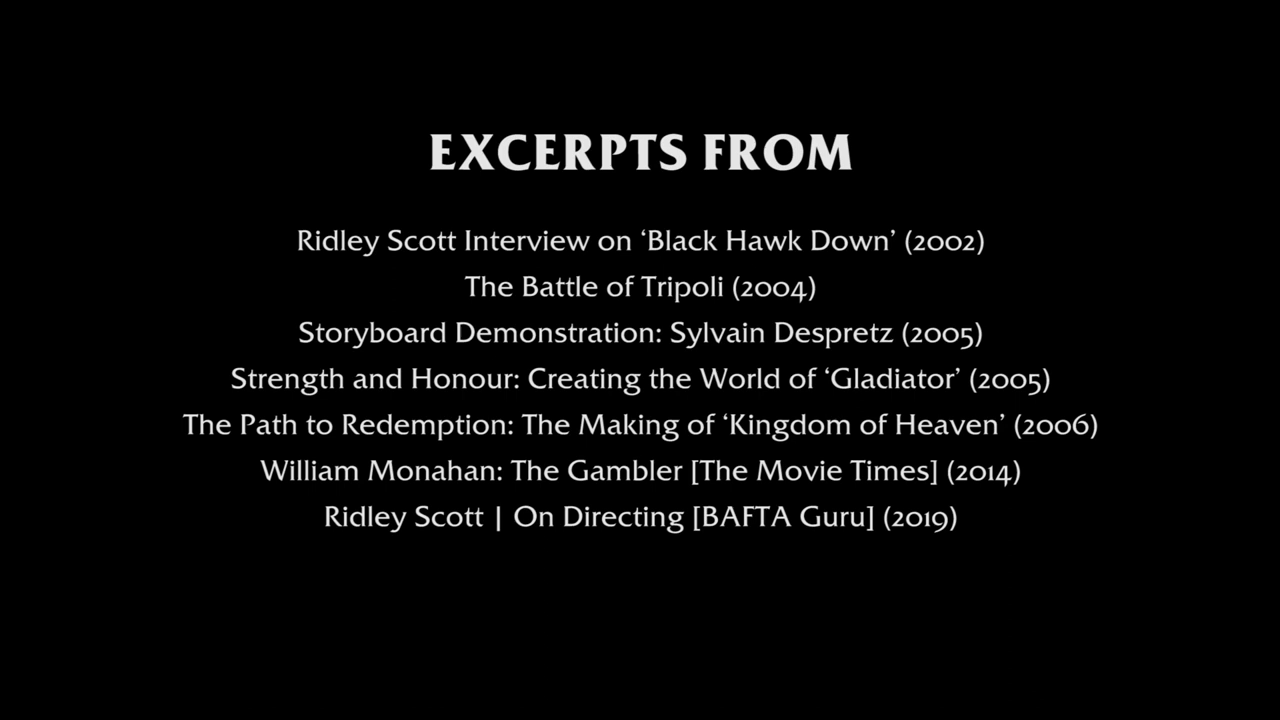 EXCERPTS FROM
Ridley Scott Interview on ‘Black Hawk Down’ (2002)
The Battle of Tripoli (2004)
Storyboard Demonstration: Sylvain Despretz (2005)
Strength and Honour: Creating the World of ‘Gladiator’ (2005)
The Path to Redemption: The Making of ‘Kingdom of Heaven’ (2006)
William Monahan: The Gambler [The Movie Times] (2014)
Ridley Scott | On Directing [BAFTA Guru] (2019)